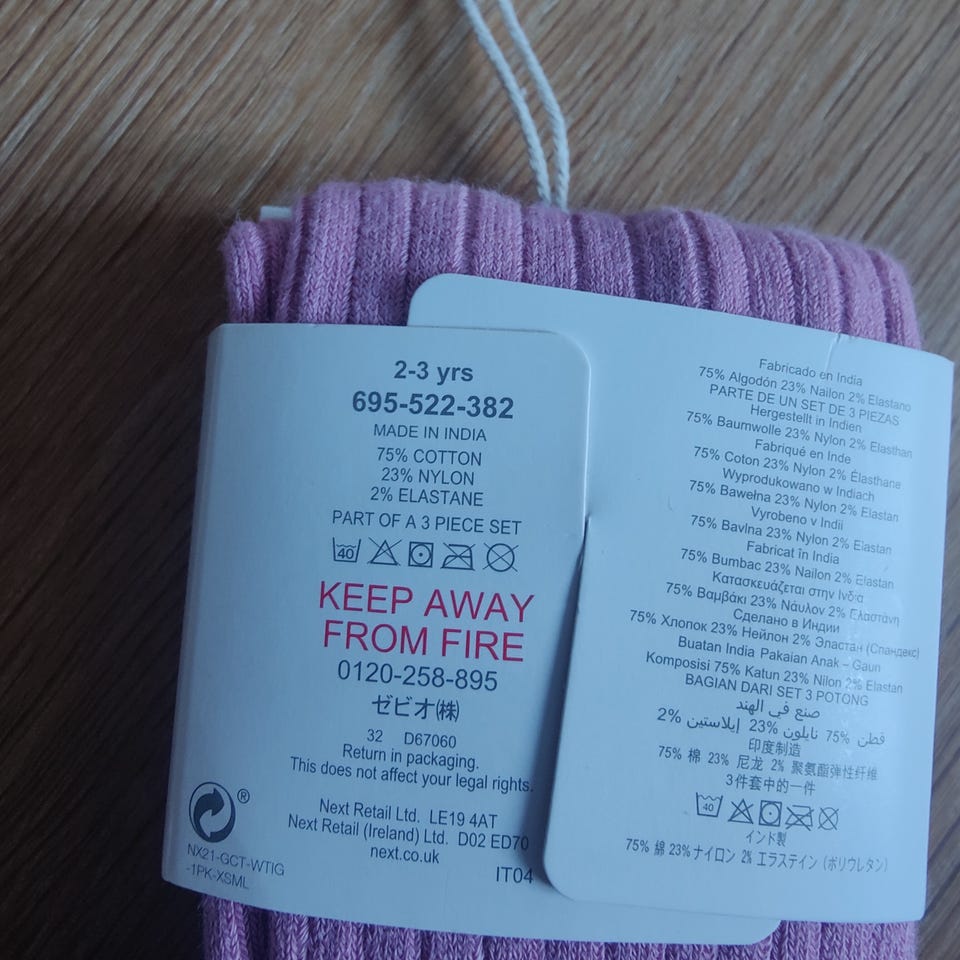 2-3 yrs
695-522-382
MADE IN INDIA
75% COTTON
23% NYLON
2% ELASTANE
PART OF A 3 PIECE SET
40
KEEP AWAY
FROM FIRE
0120-258-895
ゼビオ㈱
32 D67060
Return in packaging.
This does not affect your legal rights.
Next Retail Ltd. LE19 4AT
Next Retail (Ireland) Ltd. D02 ED70
next.co.uk
®
NX21-GCT-WTIG
-1PK-XSML
IT04
Fabricado en India
75% Algodón 23% Nailon 2% Elastano
PARTE DE UN SET DE 3 PIEZAS
Hergestellt in Indien
75% Baumwolle 23% Nylon 2% Elasthan
Fabriqué en Inde
75% Coton 23% Nylon 2% Élasthane
Wyprodukowano w Indiach
75% Bawełna 23% Nylon 2% Elastan
Vyrobeno v Indii
75% Bavlna 23% Nylon 2% Elastan
Fabricat în India
75% Bumbac 23% Nailon 2% Elastan
Κατασκευάζεται στην Ινδία
75% Βαμβάκι 23% Νάυλον 2% Ελαστάνη
Сделано в Индии
75% Хлопок 23% Нейлон 2% Эластан (Спандекс)
Buatan India Pakaian Anak – Gaun
Komposisi 75% Katun 23% Nilon 2% Elastan
BAGIAN DARI SET 3 POTONG
صنع في الهند
قطن 75% نايلون 23% إيلاستين 2%
印度制造
75% 棉 23% 尼龙 2% 聚氨酯弹性纤维
3件套中的一件
40
インド製
75% 綿 23% ナイロン 2% エラステイン（ポリウレタン）